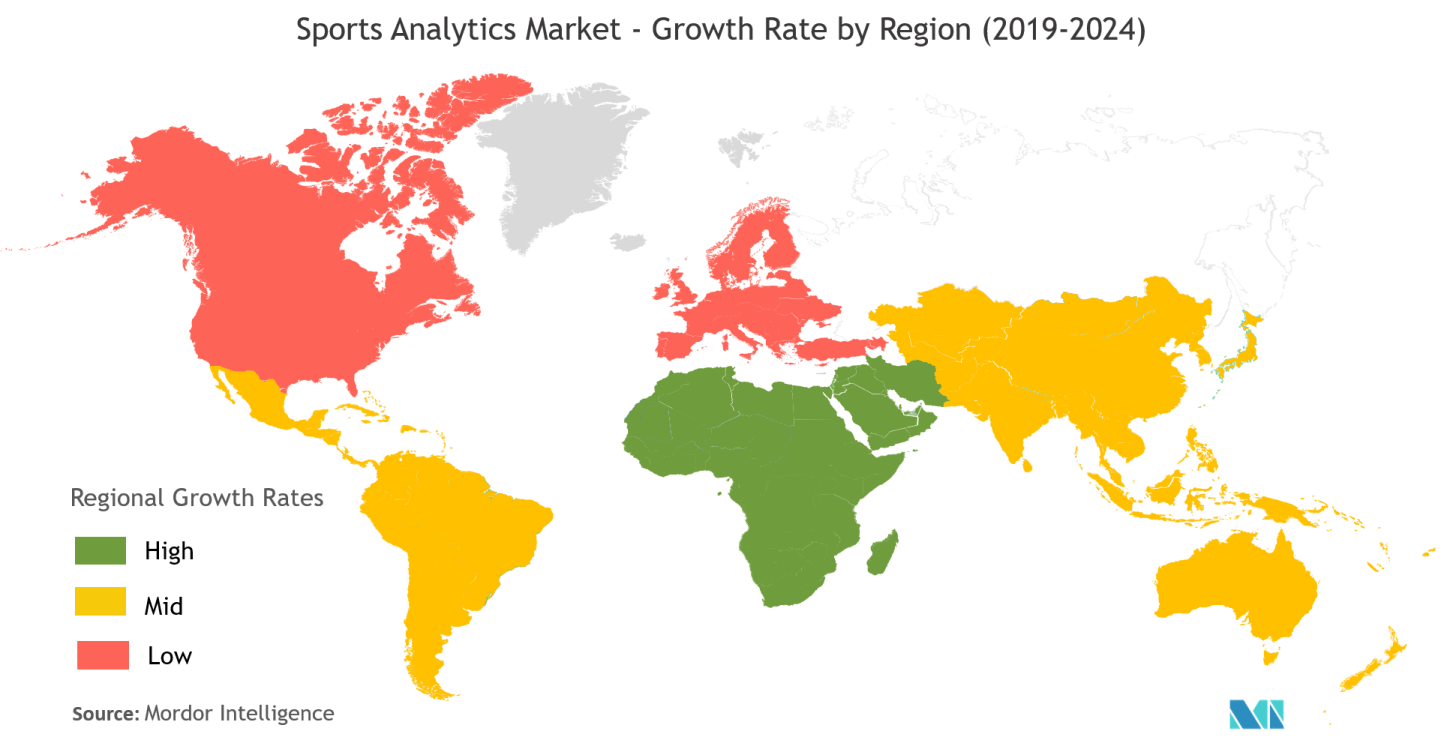 Sports Analytics Market - Growth Rate by Region (2019-2024)
Regional Growth Rates
High
Mid
Low
Source: Mordor Intelligence